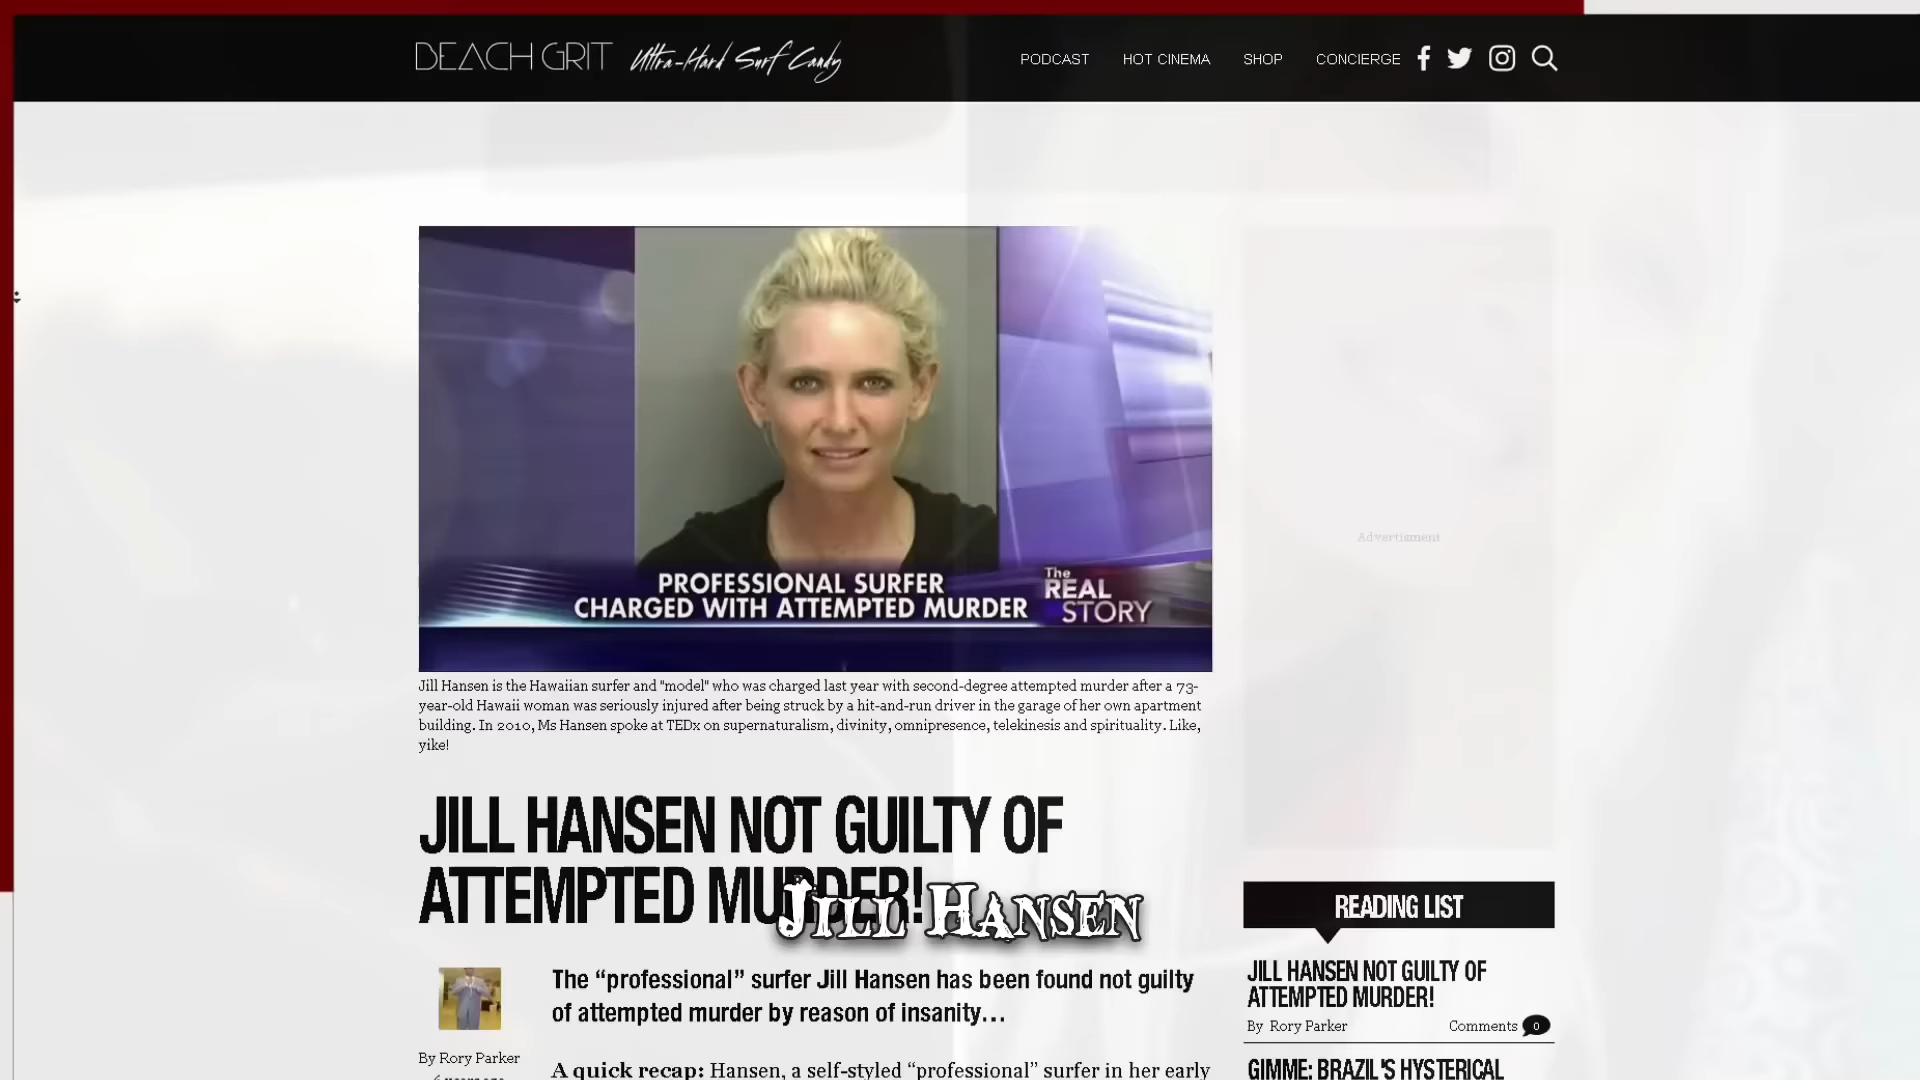 BEACH GRIT Ultra-Hard Surf Candy
PODCAST HOT CINEMA SHOP CONCIERGE
PROFESSIONAL SURFER
CHARGED WITH ATTEMPTED MURDER
The
REAL
STORY
Advertisment
Jill Hansen is the Hawaiian surfer and "model" who was charged last year with second-degree attempted murder after a 73-
year-old Hawaii woman was seriously injured after being struck by a hit-and-run driver in the garage of her own apartment
building. In 2010, Ms Hansen spoke at TEDx on supernaturalism, divinity, omnipresence, telekinesis and spirituality. Like,
yike!
JILL HANSEN NOT GUILTY OF
ATTEMPTED MURDER!
Jill Hansen
The “professional” surfer Jill Hansen has been found not guilty
of attempted murder by reason of insanity…
By Rory Parker
A quick recap: Hansen, a self-styled “professional” surfer in her early
READING LIST
JILL HANSEN NOT GUILTY OF
ATTEMPTED MURDER!
By Rory Parker Comments 0
GIMME: BRAZIL'S HYSTERICAL